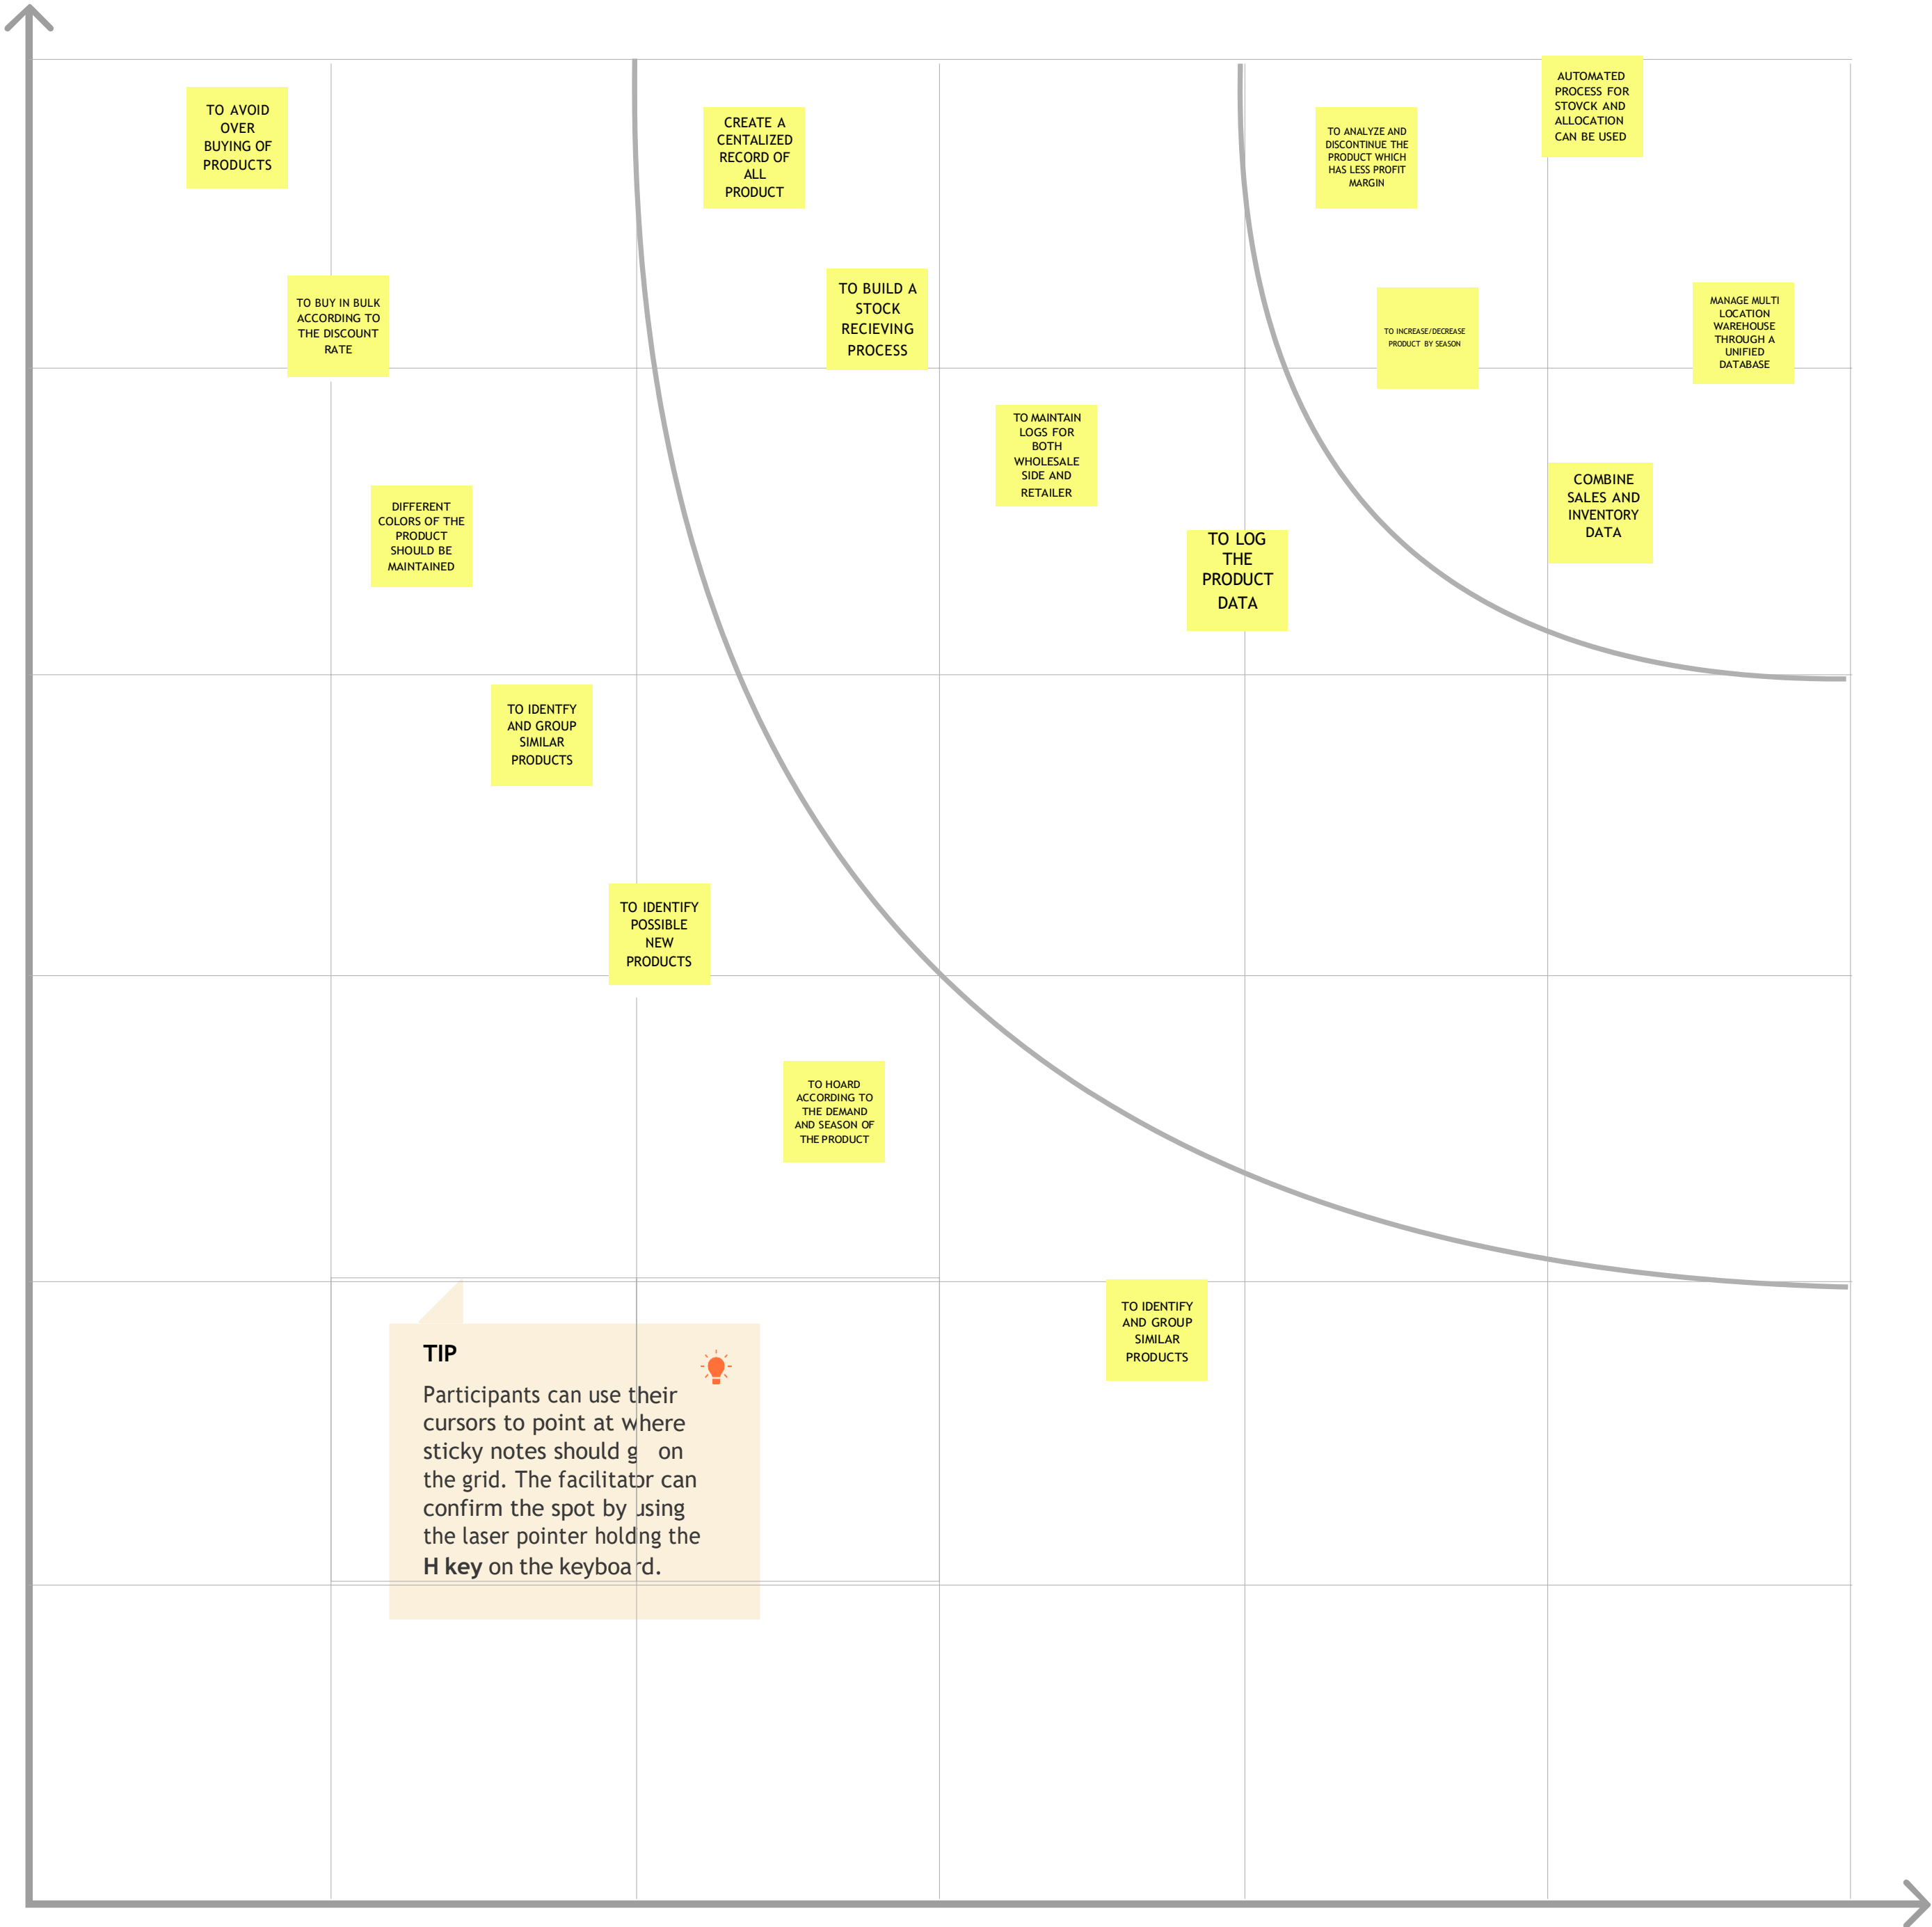 TO AVOID
OVER
BUYING OF
PRODUCTS
CREATE A
CENTALIZED
RECORD OF
ALL
PRODUCT
TO ANALYZE AND
DISCONTINUE THE
PRODUCT WHICH
HAS LESS PROFIT
MARGIN
AUTOMATED
PROCESS FOR
STOVCK AND
ALLOCATION
CAN BE USED
TO BUY IN BULK
ACCORDING TO
THE DISCOUNT
RATE
TO BUILD A
STOCK
RECIEVING
PROCESS
TO INCREASE/DECREASE
PRODUCT BY SEASON
MANAGE MULTI
LOCATION
WAREHOUSE
THROUGH A
UNIFIED
DATABASE
TO MAINTAIN
LOGS FOR
BOTH
WHOLESALE
SIDE AND
RETAILER
COMBINE
SALES AND
INVENTORY
DATA
DIFFERENT
COLORS OF THE
PRODUCT
SHOULD BE
MAINTAINED
TO LOG
THE
PRODUCT
DATA
TO IDENTFY
AND GROUP
SIMILAR
PRODUCTS
TO IDENTIFY
POSSIBLE
NEW
PRODUCTS
TO HOARD
ACCORDING TO
THE DEMAND
AND SEASON OF
THE PRODUCT
TO IDENTIFY
AND GROUP
SIMILAR
PRODUCTS
TIP
Participants can use their
cursors to point at where
sticky notes should g on
the grid. The facilitator can
confirm the spot by using
the laser pointer holdng the
H key on the keyboard.